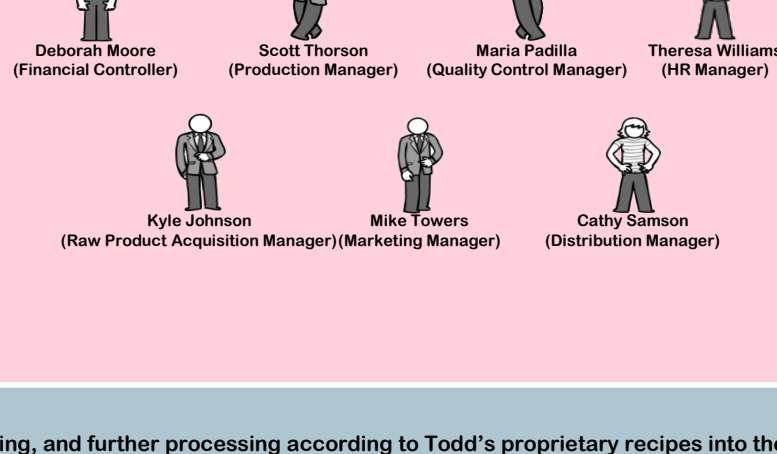 Deborah Moore Scott Thorson Maria Padilla Theresa Williams
(Financial Controller) (Production Manager) (Quality Control Manager) (HR Manager)
Kyle Johnson Mike Towers Cathy Samson
(Raw Product Acquisition Manager) (Marketing Manager) (Distribution Manager)
ing, and further processing according to Todd’s proprietary recipes into the